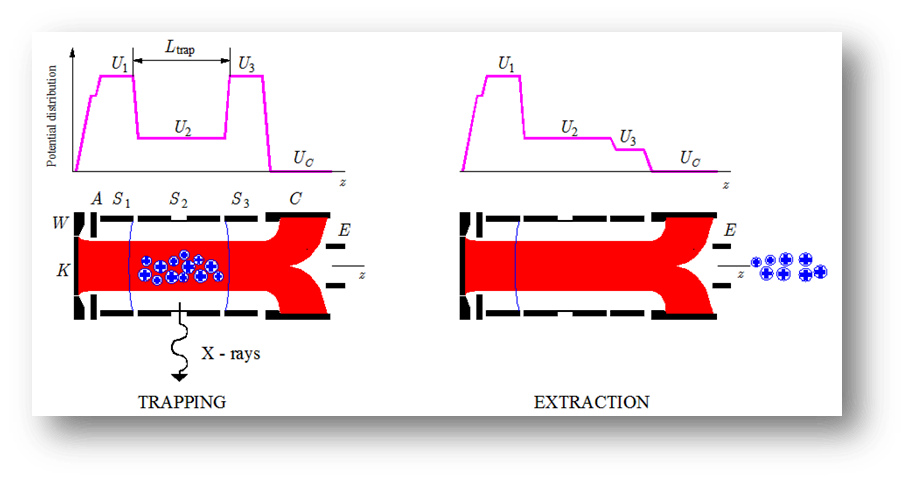 Potential distribution
U1
Ltrap
U3
U2
UC
z
A S1 S2 S3 C
W
E
K
z
X - rays
TRAPPING
U1
U2
U3
UC
z
E
z
EXTRACTION